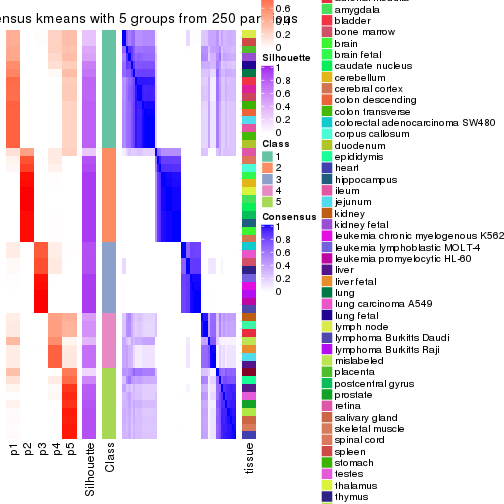 ensus kmeans with 5 groups from 250 par
0.6
0.4
0.2
0
Silhouette
1
0.8
0.6
0.4
0.2
0
Class
1
2
3
4
5
Consensus
1
0.8
0.6
0.4
0.2
0
amygdala
bladder
bone marrow
brain
brain fetal
caudate nucleus
cerebellum
cerebral cortex
colon descending
colon transverse
colorectal adenocarcinoma SW480
corpus callosum
duodenum
epididymis
heart
hippocampus
ileum
jejunum
kidney
kidney fetal
leukemia chronic myelogenous K562
leukemia lymphoblastic MOLT-4
leukemia promyelocytic HL-60
liver
liver fetal
lung
lung carcinoma A549
lung fetal
lymph node
lymphoma Burkitts Daudi
lymphoma Burkitts Raji
mislabeled
placenta
postcentral gyrus
prostate
retina
salivary gland
skeletal muscle
spinal cord
spleen
stomach
testes
thalamus
thymus
p1
p2
p3
p4
p5
Silhouette
Class
tissue